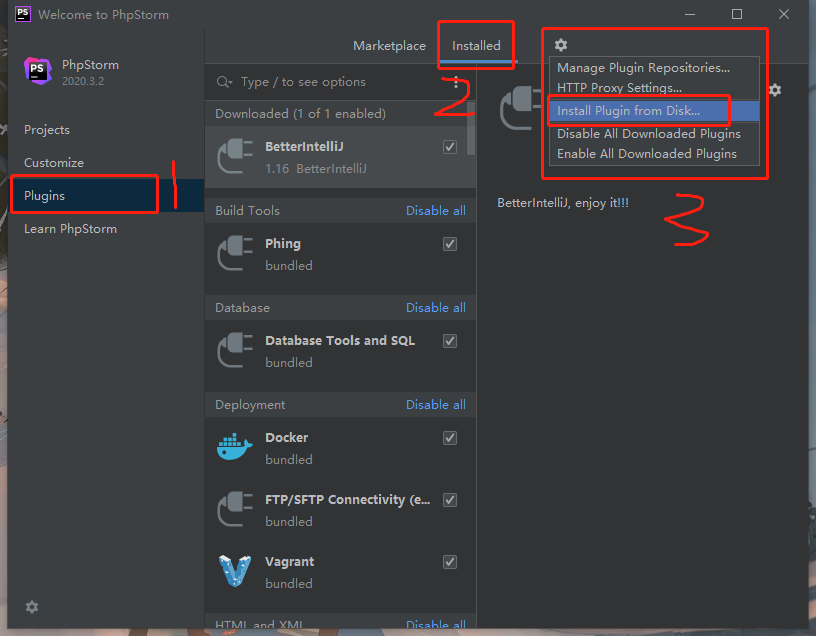 Welcome to PhpStorm
PhpStorm
2020.3.2
Projects
Customize
Plugins
Learn PhpStorm
1
Marketplace
Installed
2
Type / to see options
Downloaded (1 of 1 enabled)
BetterIntelliJ
1.16 BetterIntelliJ
Build Tools Disable all
Phing
bundled
Database Disable all
Database Tools and SQL
bundled
Deployment Disable all
Docker
bundled
FTP/SFTP Connectivity (e...
bundled
Vagrant
bundled
HTML and XML Disable all
Manage Plugin Repositories...
HTTP Proxy Settings...
Install Plugin from Disk...
Disable All Downloaded Plugins
Enable All Downloaded Plugins
BetterIntelliJ, enjoy it!!!
3